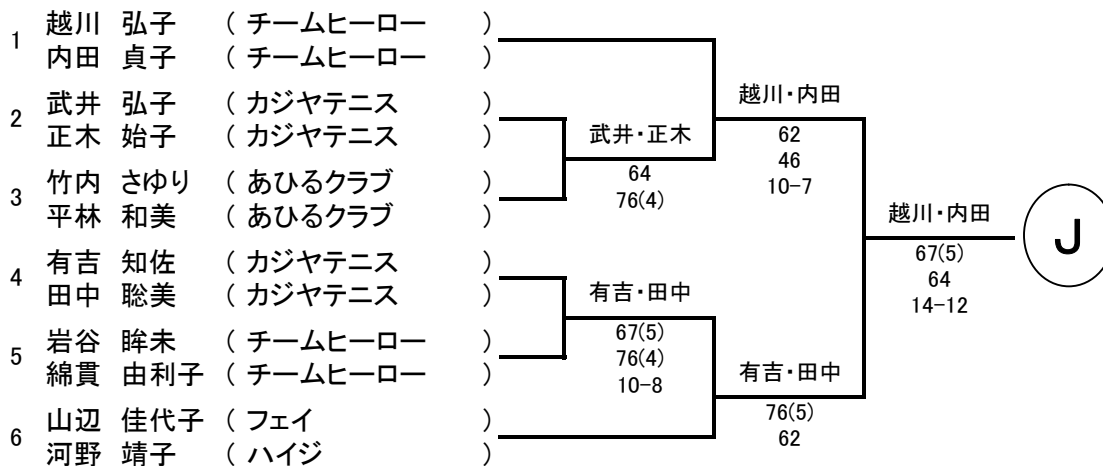 1 越川 弘子 ( チームヒーロー )
内田 貞子 ( チームヒーロー )
2 武井 弘子 ( カジヤテニス )
正木 始子 ( カジヤテニス )
3 竹内 さゆり ( あひるクラブ )
平林 和美 ( あひるクラブ )
4 有吉 知佐 ( カジヤテニス )
田中 聡美 ( カジヤテニス )
5 岩谷 眸未 ( チームヒーロー )
綿貫 由利子 ( チームヒーロー )
6 山辺 佳代子 ( フェイ )
河野 靖子 ( ハイジ )
武井・正木
64
76(4)
有吉・田中
67(5)
76(4)
10-8
越川・内田
62
46
10-7
有吉・田中
76(5)
62
越川・内田
67(5)
64
14-12
J